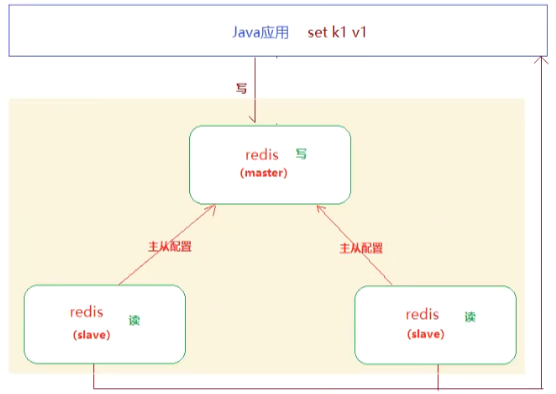 Java应用 set k1 v1
写
redis 写
(master)
主从配置
主从配置
redis 读
(slave)
redis 读
(slave)